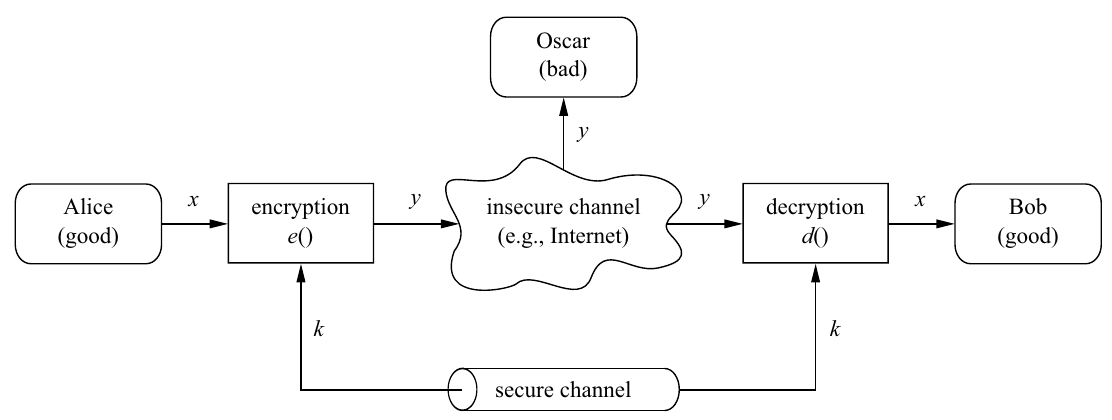 Oscar
(bad)
y
Alice
(good)
x
encryption
e()
y
insecure channel
(e.g., Internet)
y
decryption
d()
x
Bob
(good)
k
k
secure channel